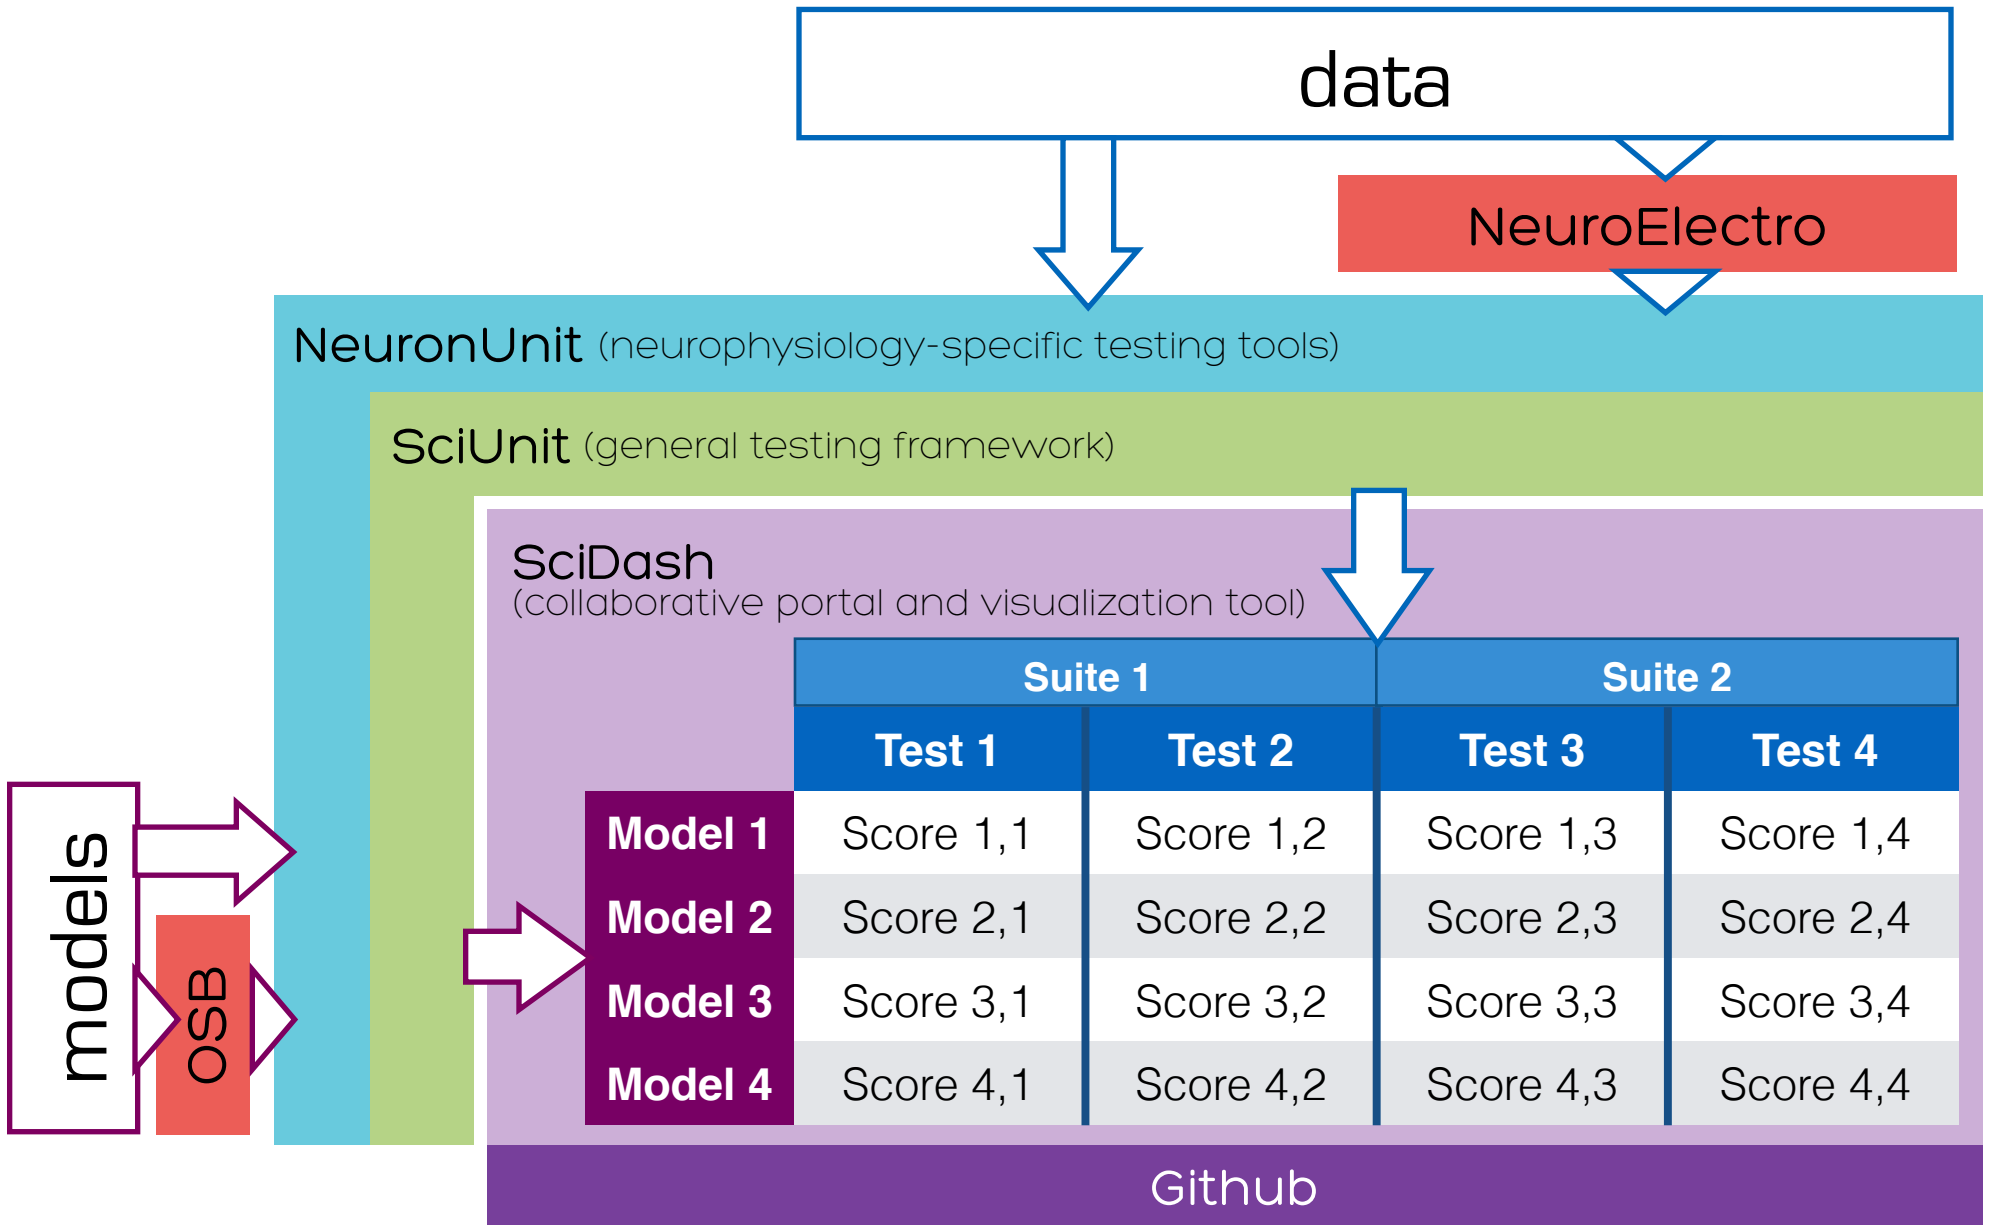 data
NeuroElectro
NeuronUnit (neurophysiology-specific testing tools)
SciUnit (general testing framework)
SciDash
(collaborative portal and visualization tool)
Suite 1 Suite 2
Test 1 Test 2 Test 3 Test 4
models
OSB
Model 1 Score 1,1 Score 1,2 Score 1,3 Score 1,4
Model 2 Score 2,1 Score 2,2 Score 2,3 Score 2,4
Model 3 Score 3,1 Score 3,2 Score 3,3 Score 3,4
Model 4 Score 4,1 Score 4,2 Score 4,3 Score 4,4
Github